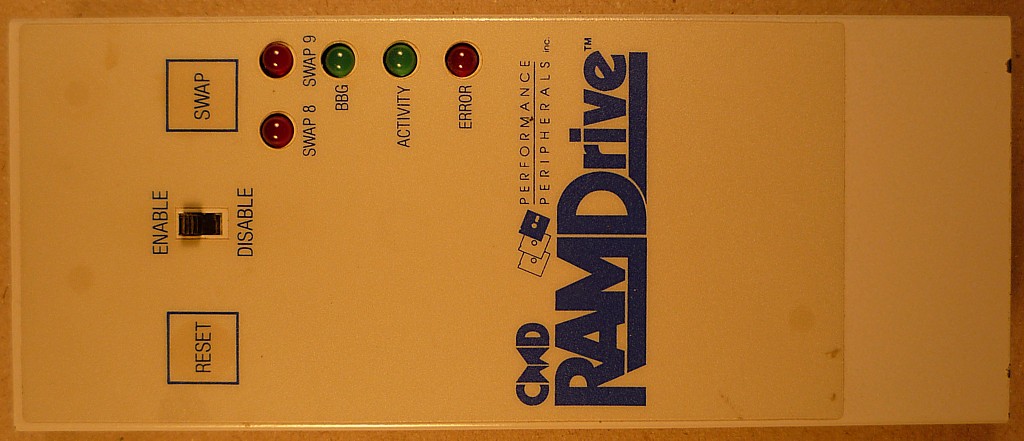 ENABLE
RESET
SWAP
DISABLE
SWAP 8 SWAP 9
BBG
ACTIVITY
ERROR
CMD
PERFORMANCE
PERIPHERALS inc.
RAMDrive™